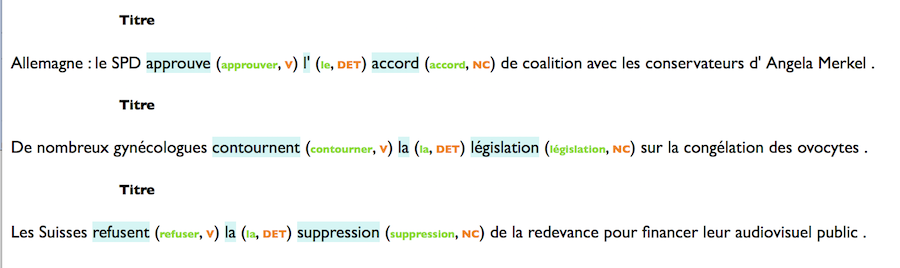 Titre
Allemagne : le SPD approuve (approuver, V) l' (le, DET) accord (accord, NC) de coalition avec les conservateurs d' Angela Merkel .
Titre
De nombreux gynécologues contournent (contourner, V) la (la, DET) législation (législation, NC) sur la congélation des ovocytes .
Titre
Les Suisses refusent (refuser, V) la (la, DET) suppression (suppression, NC) de la redevance pour financer leur audiovisuel public .